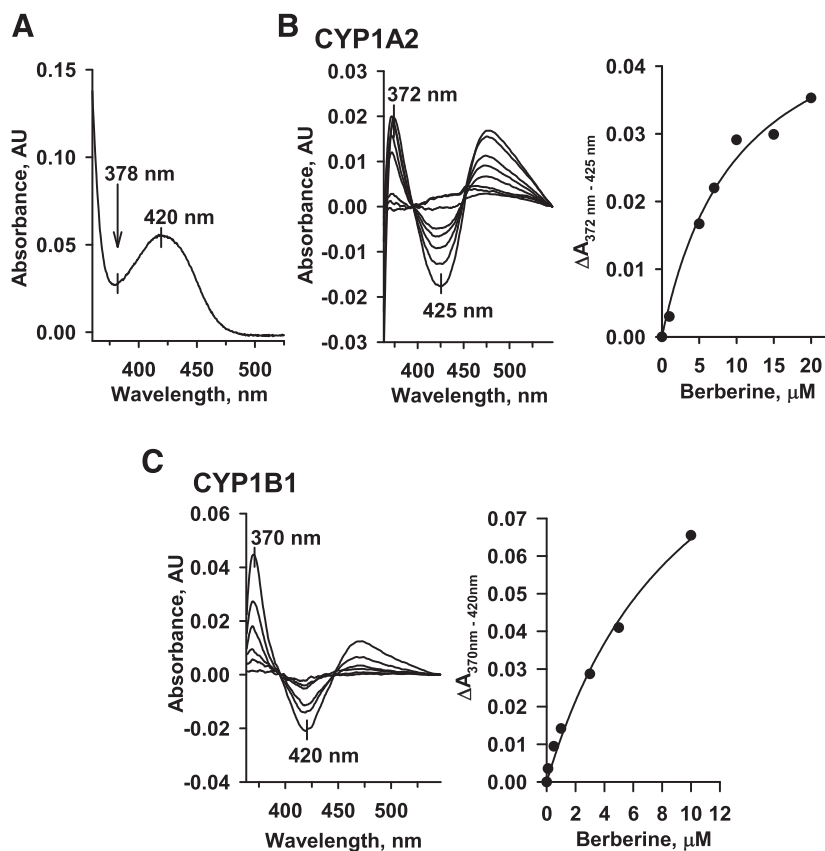 A
0.15
0.10
0.05
0.00
Absorbance, AU
378 nm
420 nm
400 450 500
Wavelength, nm
B
CYP1A2
0.03
0.02
0.01
0.00
-0.01
-0.02
-0.03
Absorbance, AU
372 nm
425 nm
400 450 500
Wavelength, nm
0.04
0.03
0.02
0.01
0.00
ΔA372 nm - 425 nm
0 5 10 15 20
Berberine, μM
C
CYP1B1
0.06
0.04
0.02
0.00
-0.02
-0.04
Absorbance, AU
370 nm
420 nm
400 450 500
Wavelength, nm
0.07
0.06
0.05
0.04
0.03
0.02
0.01
0.00
ΔA370nm - 420nm
0 2 4 6 8 10 12
Berberine, μM